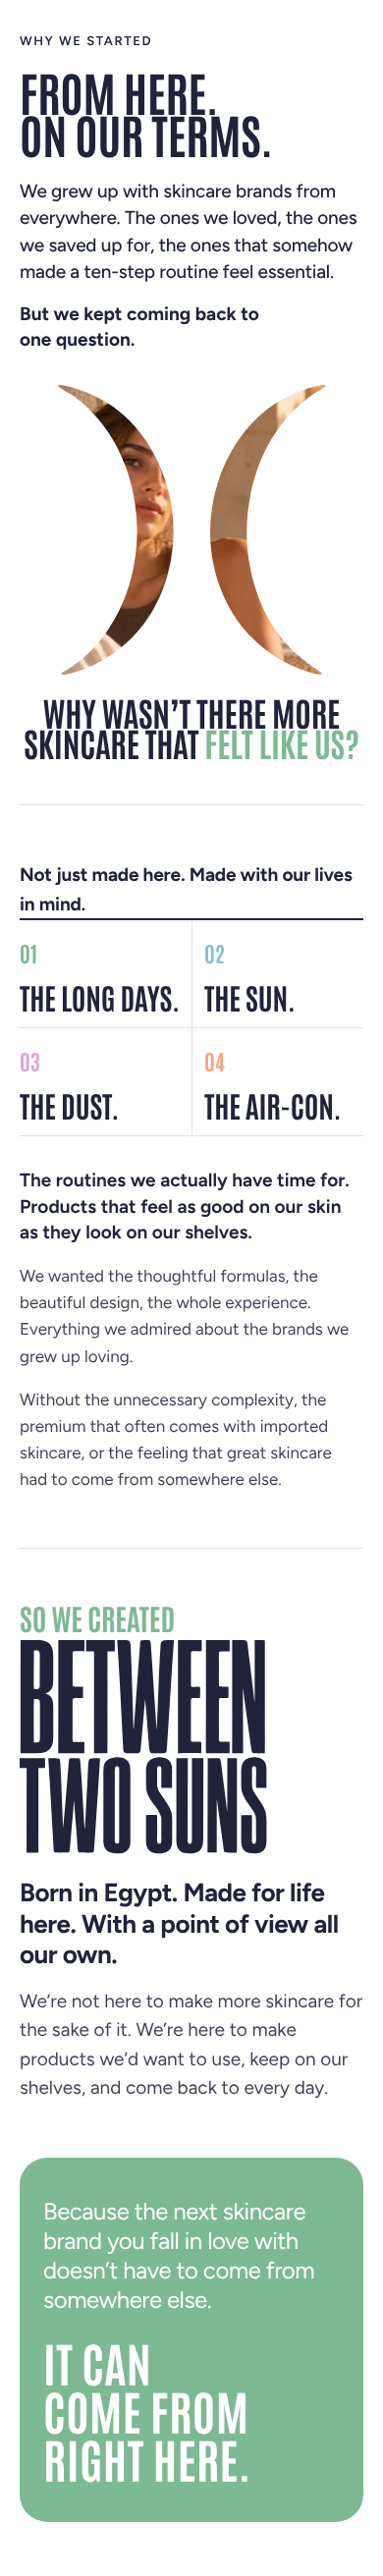 WHY WE STARTED
FROM HERE.
ON OUR TERMS.
We grew up with skincare brands from
everywhere. The ones we loved, the ones
we saved up for, the ones that somehow
made a ten-step routine feel essential.
But we kept coming back to
one question.
WHY WASN’T THERE MORE
SKINCARE THAT FELT LIKE US?
Not just made here. Made with our lives
in mind.
01
THE LONG DAYS.
02
THE SUN.
03
THE DUST.
04
THE AIR-CON.
The routines we actually have time for.
Products that feel as good on our skin
as they look on our shelves.
We wanted the thoughtful formulas, the
beautiful design, the whole experience.
Everything we admired about the brands we
grew up loving.
Without the unnecessary complexity, the
premium that often comes with imported
skincare, or the feeling that great skincare
had to come from somewhere else.
SO WE CREATED
BETWEEN
TWO SUNS
Born in Egypt. Made for life
here. With a point of view all
our own.
We’re not here to make more skincare for
the sake of it. We’re here to make
products we’d want to use, keep on our
shelves, and come back to every day.
Because the next skincare
brand you fall in love with
doesn’t have to come from
somewhere else.
IT CAN
COME FROM
RIGHT HERE.